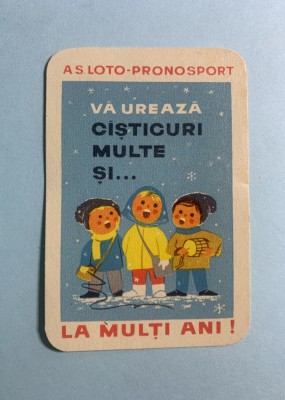 AS LOTO-PRONOSPORT
VĂ UREAZĂ
CÎȘTIGURI
MULTE
ȘI...
LA MULȚI ANI !